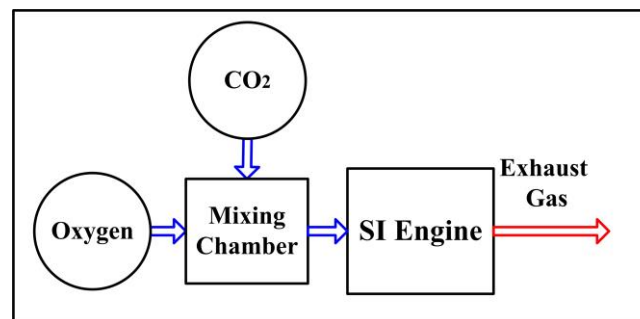 CO₂
Oxygen
Mixing
Chamber
SI Engine
Exhaust
Gas